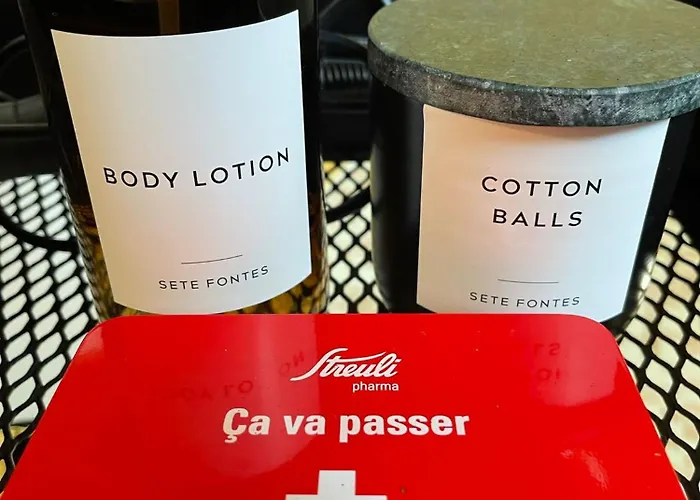 BODY LOTION
SETE FONTES
COTTON
BALLS
SETE FONTES
Streuli
pharma
Ça va passer